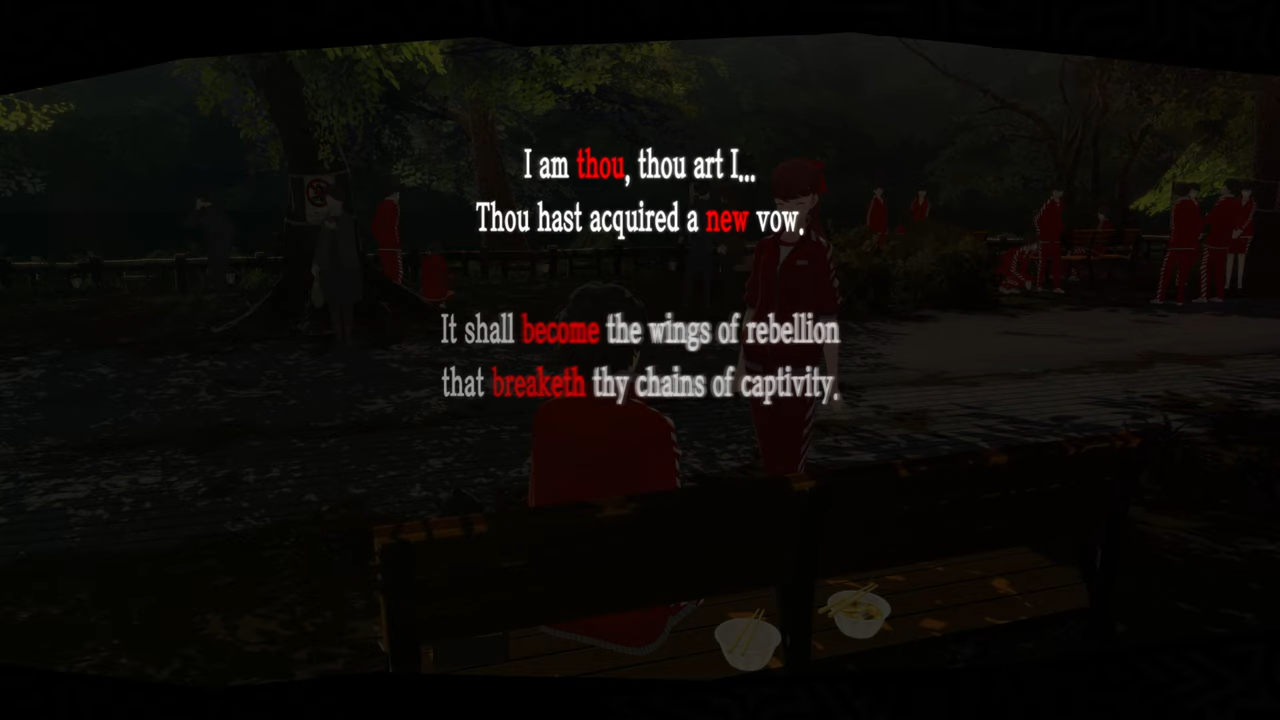 I am thou, thou art I...
Thou hast acquired a new vow.
It shall become the wings of rebellion
that breaketh thy chains of captivity.